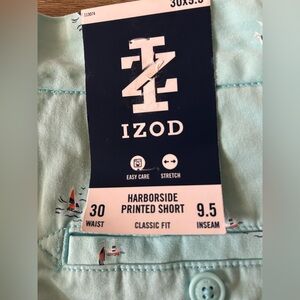 30x9.5
IZOD
EASY CARE STRETCH
HARBORSIDE
PRINTED SHORT
30 WAIST
CLASSIC FIT
9.5 INSEAM